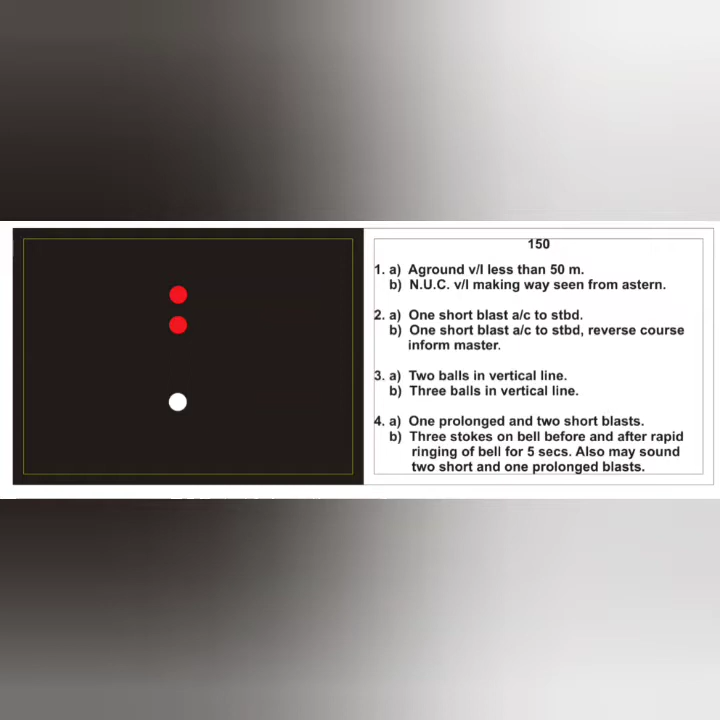 150
1. a) Aground v/l less than 50 m.
b) N.U.C. v/l making way seen from astern.
2. a) One short blast a/c to stbd.
b) One short blast a/c to stbd, reverse course
inform master.
3. a) Two balls in vertical line.
b) Three balls in vertical line.
4. a) One prolonged and two short blasts.
b) Three stokes on bell before and after rapid
ringing of bell for 5 secs. Also may sound
two short and one prolonged blasts.